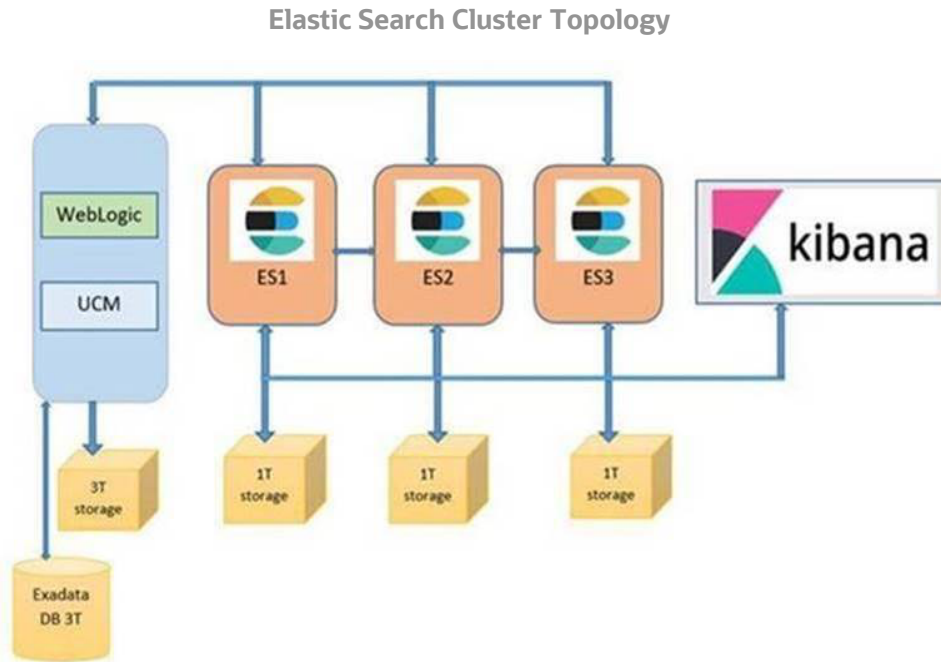 Elastic Search Cluster Topology
WebLogic
UCM
ES1
ES2
ES3
kibana
3T
storage
1T
storage
1T
storage
1T
storage
Exadata
DB 3T